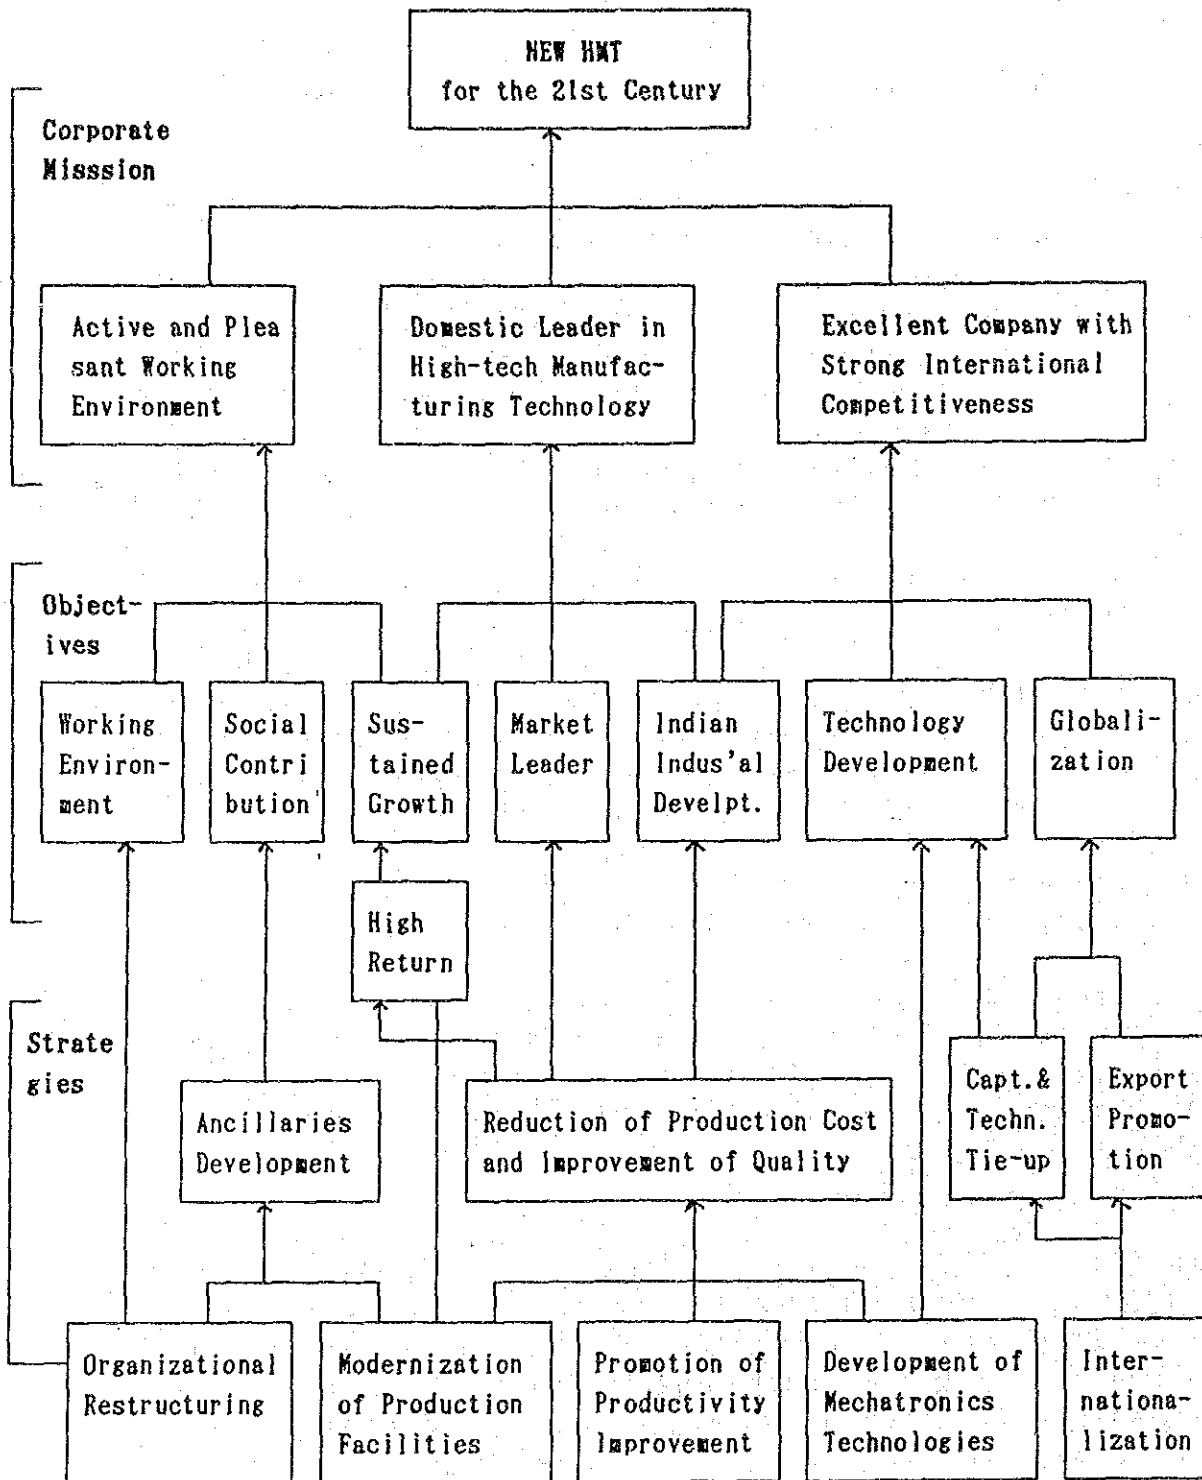 NEW HMT
for the 21st Century
Corporate
Misssion
Active and Plea
sant Working
Environment
Domestic Leader in
High-tech Manufac-
turing Technology
Excellent Company with
Strong International
Competitiveness
Object-
ives
Working
Environ-
ment
Social
Contri
bution
Sus-
tained
Growth
Market
Leader
Indian
Indus'al
Develpt.
Technology
Development
Globali-
zation
High
Return
Strate
gies
Ancillaries
Development
Reduction of Production Cost
and Improvement of Quality
Capt.&
Techn.
Tie-up
Export
Promo-
tion
Organizational
Restructuring
Modernization
of Production
Facilities
Promotion of
Productivity
Improvement
Development of
Mechatronics
Technologies
Inter-
nationa-
lization